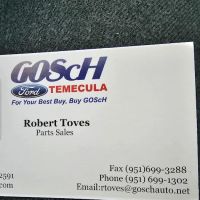 GOSCH
Ford TEMECULA
For Your Best Buy, Buy GOScH
Robert Toves
Parts Sales
Fax (951)699-3288
2591 Phone (951) 699-1302
Email:rtoves@goschauto.net